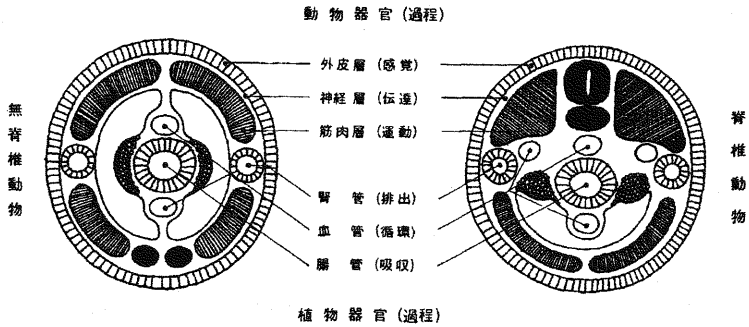 動物器官(過程)
外皮層(感覚)
神経層(伝達)
筋肉層(運動)
無脊椎動物
脊椎動物
腎管(排出)
血管(循環)
腸管(吸収)
植物器官(過程)